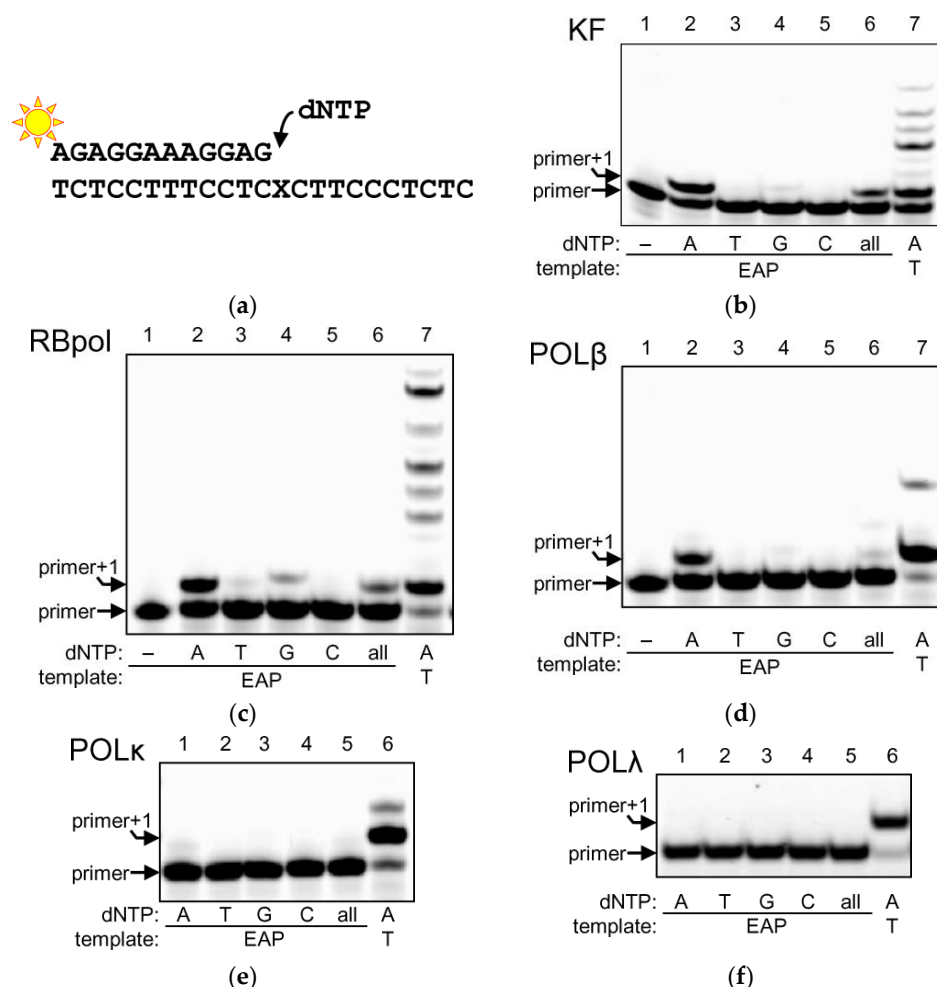 dNTP
AGAGGAAAGGAG
TCTCCTTTCCTCXCTTCCCTCTC
(a)
KF
1 2 3 4 5 6 7
primer+1
primer
dNTP: – A T G C all A
template: EAP T
(b)
RBpol
1 2 3 4 5 6 7
primer+1
primer
dNTP: – A T G C all A
template: EAP T
(c)
POLβ
1 2 3 4 5 6 7
primer+1
primer
dNTP: – A T G C all A
template: EAP T
(d)
POLκ
1 2 3 4 5 6
primer+1
primer
dNTP: A T G C all A
template: EAP T
(e)
POLλ
1 2 3 4 5 6
primer+1
primer
dNTP: A T G C all A
template: EAP T
(f)